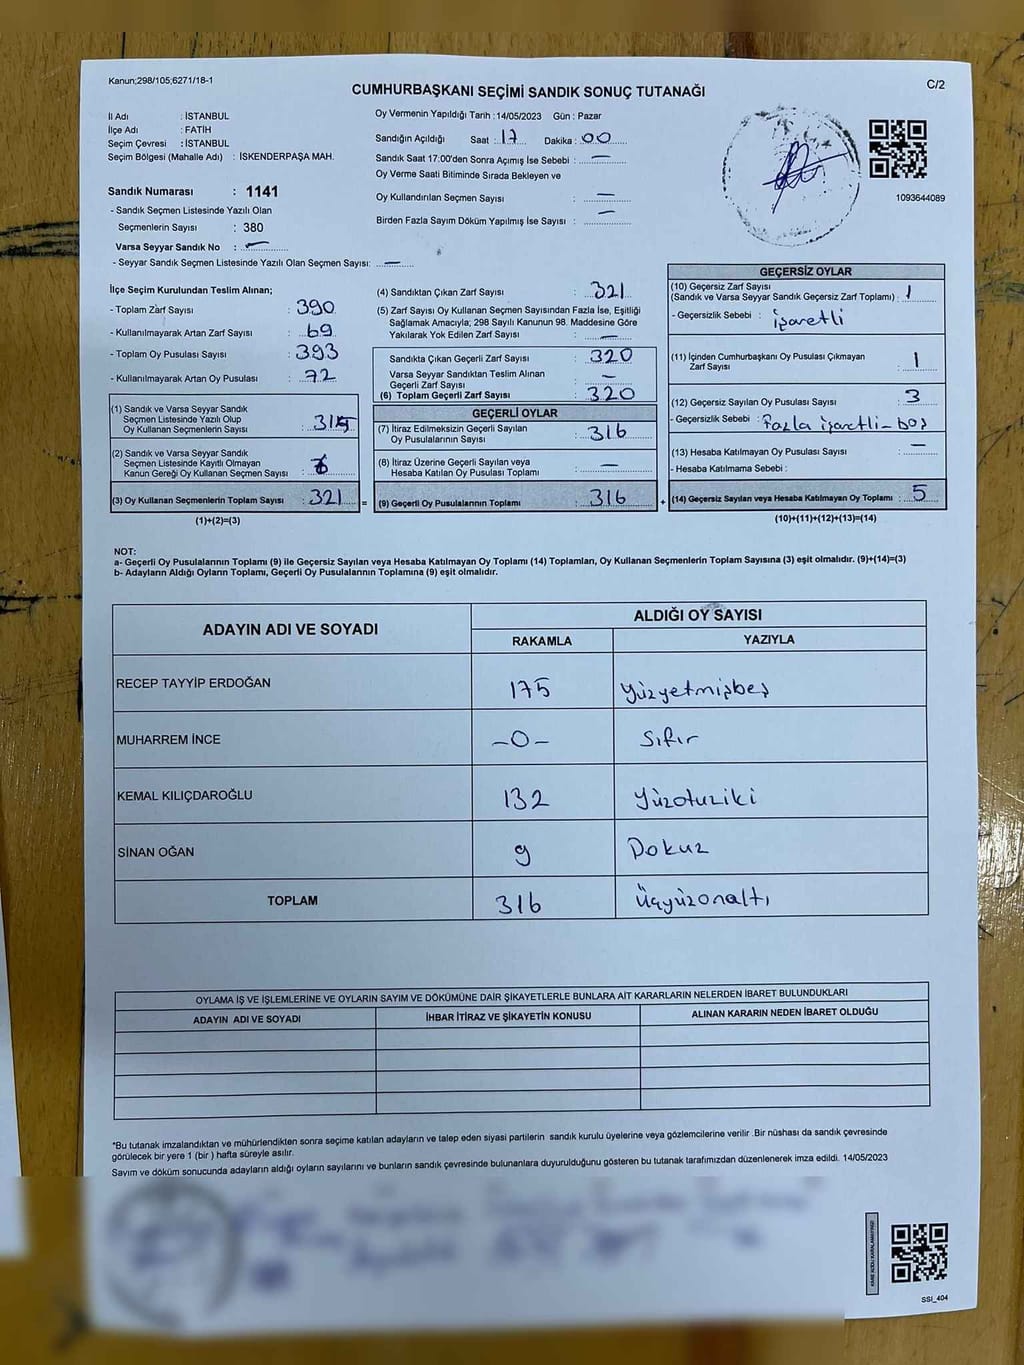 Kanun;298/105;6271/18-1
C/2
CUMHURBAŞKANI SEÇİMİ SANDIK SONUÇ TUTANAĞI
İl Adı : İSTANBUL
İlçe Adı : FATİH
Seçim Çevresi : İSTANBUL
Seçim Bölgesi (Mahalle Adı) : İSKENDERPAŞA MAH.
Sandık Numarası : 1141
- Sandık Seçmen Listesinde Yazılı Olan
Seçmenlerin Sayısı : 380
Varsa Seyyar Sandık No : —
- Seyyar Sandık Seçmen Listesinde Yazılı Olan Seçmen Sayısı: —
Oy Vermenin Yapıldığı Tarih : 14/05/2023 Gün : Pazar
Sandığın Açıldığı Saat : 17 Dakika : 00
Sandık Saat 17:00'den Sonra Açımış İse Sebebi : —
Oy Verme Saati Bitiminde Sırada Bekleyen ve
Oy Kullandırılan Seçmen Sayısı : —
Birden Fazla Sayım Döküm Yapılmış İse Sayısı : —
1093644089
İlçe Seçim Kurulundan Teslim Alınan;
- Toplam Zarf Sayısı : 390
- Kullanılmayarak Artan Zarf Sayısı : 69
- Toplam Oy Pusulası Sayısı : 393
- Kullanılmayarak Artan Oy Pusulası : 72
(1) Sandık ve Varsa Seyyar Sandık
Seçmen Listesinde Yazılı Olup
Oy Kullanan Seçmenlerin Sayısı : 315
(2) Sandık ve Varsa Seyyar Sandık
Seçmen Listesinde Kayıtlı Olmayan
Kanun Gereği Oy Kullanan Seçmen Sayısı : 6
(3) Oy Kullanan Seçmenlerin Toplam Sayısı : 321 =
(1)+(2)=(3)
(4) Sandıktan Çıkan Zarf Sayısı : 321
(5) Zarf Sayısı Oy Kullanan Seçmen Sayısından Fazla İse, Eşitliği
Sağlamak Amacıyla; 298 Sayılı Kanunun 98. Maddesine Göre
Yakılarak Yok Edilen Zarf Sayısı : —
Sandıkta Çıkan Geçerli Zarf Sayısı : 320
Varsa Seyyar Sandıktan Teslim Alınan
Geçerli Zarf Sayısı : —
(6) Toplam Geçerli Zarf Sayısı : 320
GEÇERLİ OYLAR
(7) İtiraz Edilmeksizin Geçerli Sayılan
Oy Pusulalarının Sayısı : 316
(8) İtiraz Üzerine Geçerli Sayılan veya
Hesaba Katılan Oy Pusulası Toplamı : —
(9) Geçerli Oy Pusulalarının Toplamı : 316 +
GEÇERSİZ OYLAR
(10) Geçersiz Zarf Sayısı
(Sandık ve Varsa Seyyar Sandık Geçersiz Zarf Toplamı) : 1
- Geçersizlik Sebebi : işaretli
(11) İçinden Cumhurbaşkanı Oy Pusulası Çıkmayan
Zarf Sayısı : 1
(12) Geçersiz Sayılan Oy Pusulası Sayısı : 3
- Geçersizlik Sebebi : Fazla işaretli-boş
(13) Hesaba Katılmayan Oy Pusulası Sayısı : —
- Hesaba Katılmama Sebebi :
(14) Geçersiz Sayılan veya Hesaba Katılmayan Oy Toplamı : 5
(10)+(11)+(12)+(13)=(14)
NOT:
a- Geçerli Oy Pusulalarının Toplamı (9) ile Geçersiz Sayılan veya Hesaba Katılmayan Oy Toplamı (14) Toplamları, Oy Kullanan Seçmenlerin Toplam Sayısına (3) eşit olmalıdır. (9)+(14)=(3)
b- Adayların Aldığı Oyların Toplamı, Geçerli Oy Pusulalarının Toplamına (9) eşit olmalıdır.
ADAYIN ADI VE SOYADI ALDIĞI OY SAYISI
RAKAMLA YAZIYLA
RECEP TAYYİP ERDOĞAN 175 Yüzyetmişbeş
MUHARREM İNCE -0- Sıfır
KEMAL KILIÇDAROĞLU 132 Yüzotuziki
SİNAN OĞAN 9 Dokuz
TOPLAM 316 Üçyüzonaltı
OYLAMA İŞ VE İŞLEMLERİNE VE OYLARIN SAYIM VE DÖKÜMÜNE DAİR ŞİKAYETLERLE BUNLARA AİT KARARLARIN NELERDEN İBARET BULUNDUKLARI
ADAYIN ADI VE SOYADI İHBAR İTİRAZ VE ŞİKAYETİN KONUSU ALINAN KARARIN NEDEN İBARET OLDUĞU
*Bu tutanak imzalandıktan ve mühürlendikten sonra seçime katılan adayların ve talep eden siyasi partilerin sandık kurulu üyelerine veya gözlemcilerine verilir .Bir nüshası da sandık çevresinde
görülecek bir yere 1 (bir ) hafta süreyle asılır.
Sayım ve döküm sonucunda adayların aldığı oyların sayılarını ve bunların sandık çevresinde bulunanlara duyurulduğunu gösteren bu tutanak tarafımızdan düzenlenerek imza edildi. 14/05/2023
KARE KODU KARALAMAYINIZ!
SSI_404